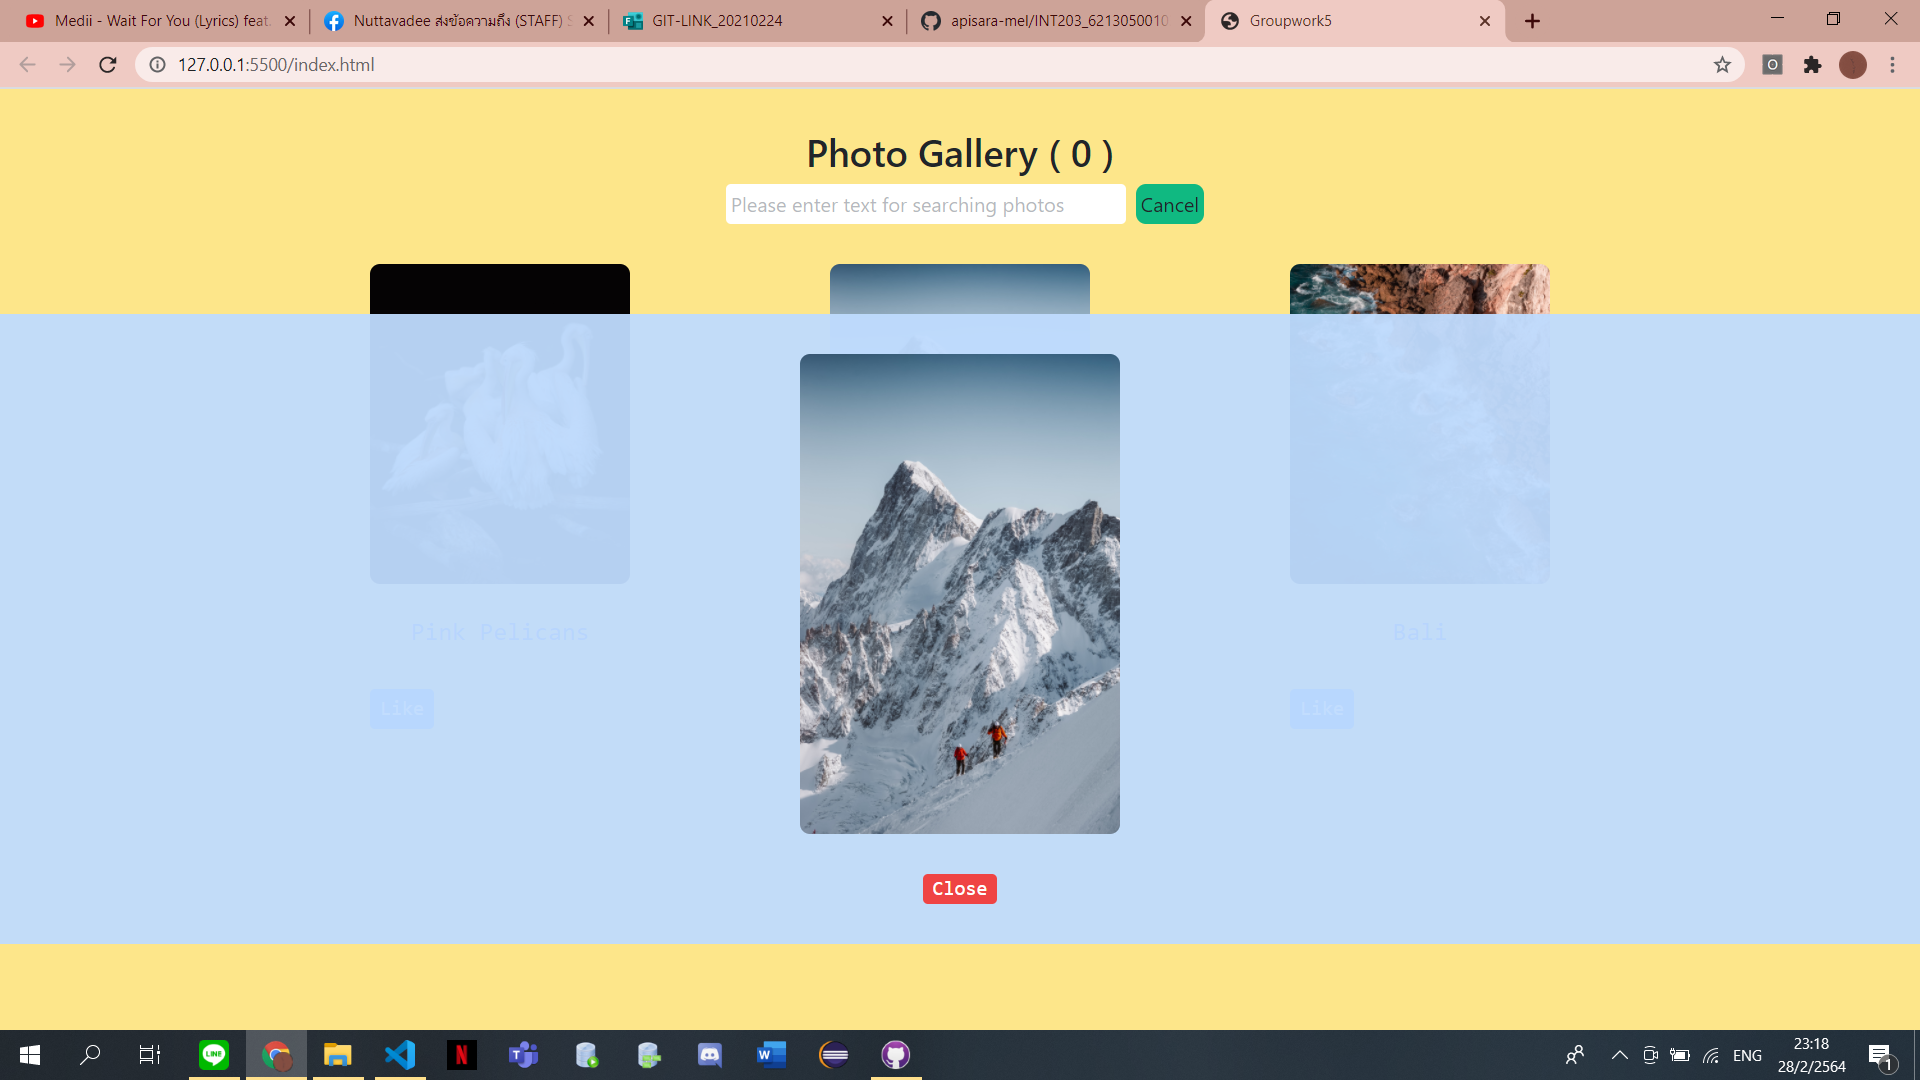 Medii - Wait For You (Lyrics) feat.
Nuttavadee ส่งข้อความถึง (STAFF) S
GIT-LINK_20210224
apisara-mel/INT203_6213050010
Groupwork5
127.0.0.1:5500/index.html
Photo Gallery ( 0 )
Please enter text for searching photos
Cancel
Pink Pelicans
Bali
Like
Like
Close
ENG
23:18
28/2/2564
1